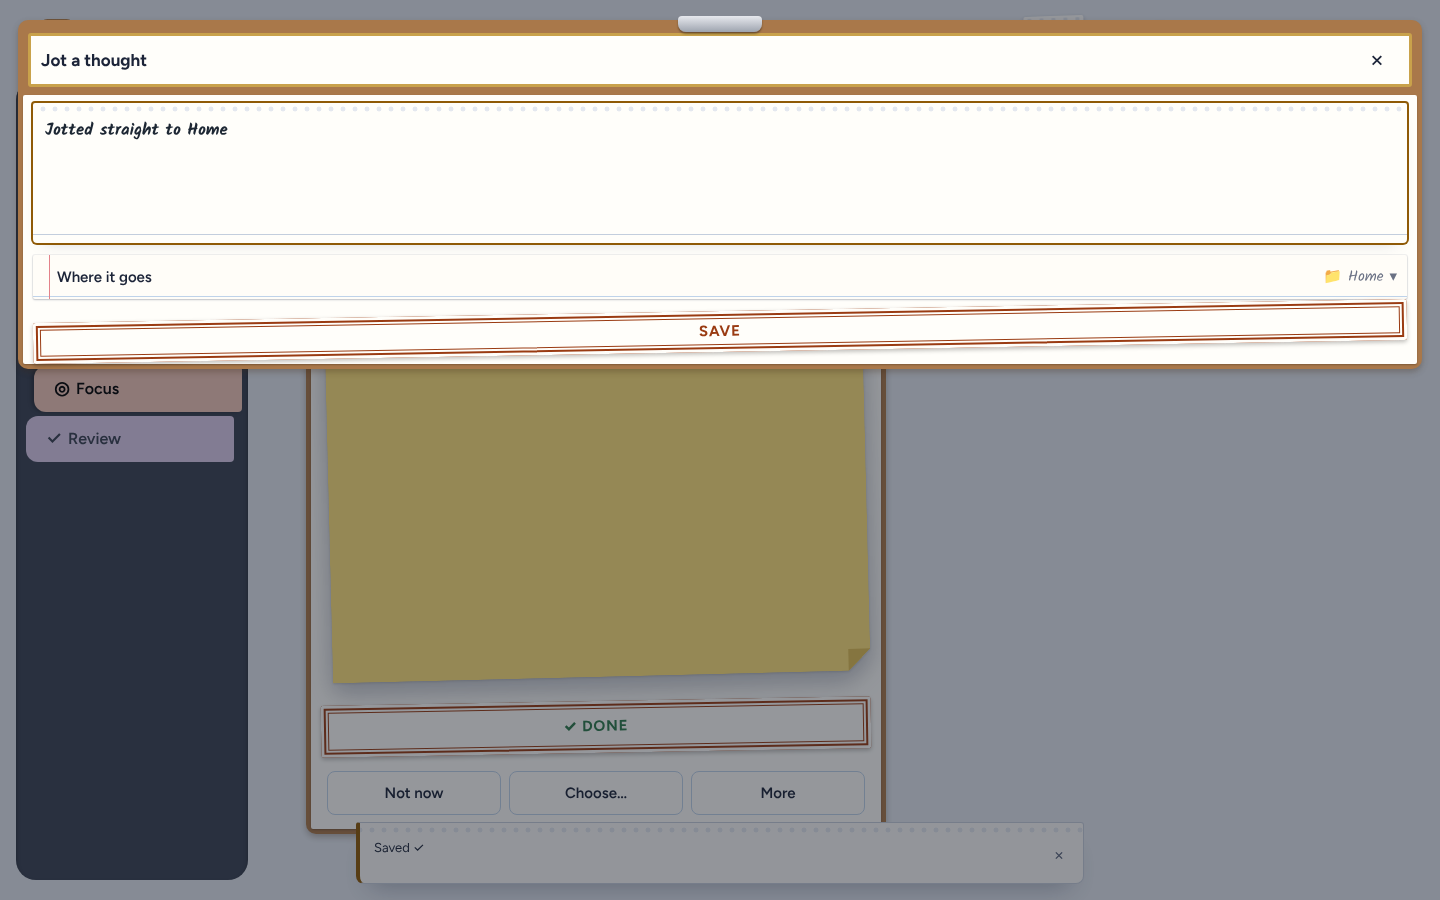 Jot a thought
×
Jotted straight to Home
Where it goes
📁 Home ▼
SAVE
Focus
✓ Review
✓ DONE
Not now
Choose...
More
Saved ✓
×